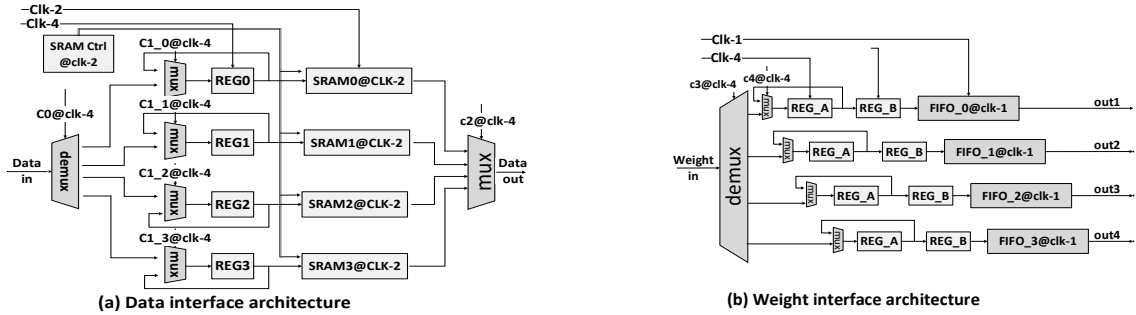 Clk-2
Clk-4
SRAM Ctrl
@clk-2
C1_0@clk-4
mux
REG0
SRAM0@CLK-2
C0@clk-4
C1_1@clk-4
mux
REG1
SRAM1@CLK-2
c2@clk-4
Data
in
demux
mux
Data
out
C1_2@clk-4
mux
REG2
SRAM2@CLK-2
C1_3@clk-4
mux
REG3
SRAM3@CLK-2
(a) Data interface architecture
Clk-1
Clk-4
c3@clk-4
c4@clk-4
mux
REG_A
REG_B
FIFO_0@clk-1
out1
mux
REG_A
REG_B
FIFO_1@clk-1
out2
Weight
in
demux
mux
REG_A
REG_B
FIFO_2@clk-1
out3
mux
REG_A
REG_B
FIFO_3@clk-1
out4
(b) Weight interface architecture